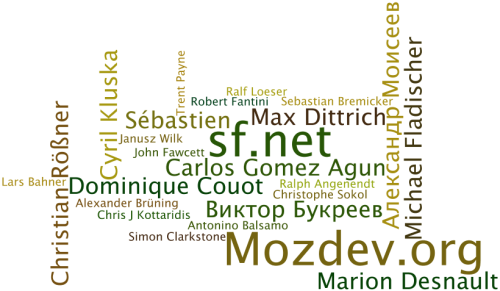 Ralf Loeser
Robert Fantini
Sebastian Bremicker
Trent Payne
Sébastien
Max Dittrich
Cyril Kluska
Александр Моисеев
Michael Fladischer
Janusz Wilk
sf.net
John Fawcett
Carlos Gomez Agun
Lars Bahner
Dominique Couot
Ralph Angenendt
Christian Rößner
Alexander Brüning
Christophe Sokol
Chris J Kottaridis
Виктор Букреев
Antonino Balsamo
Simon Clarkstone
Mozdev.org
Marion Desnault